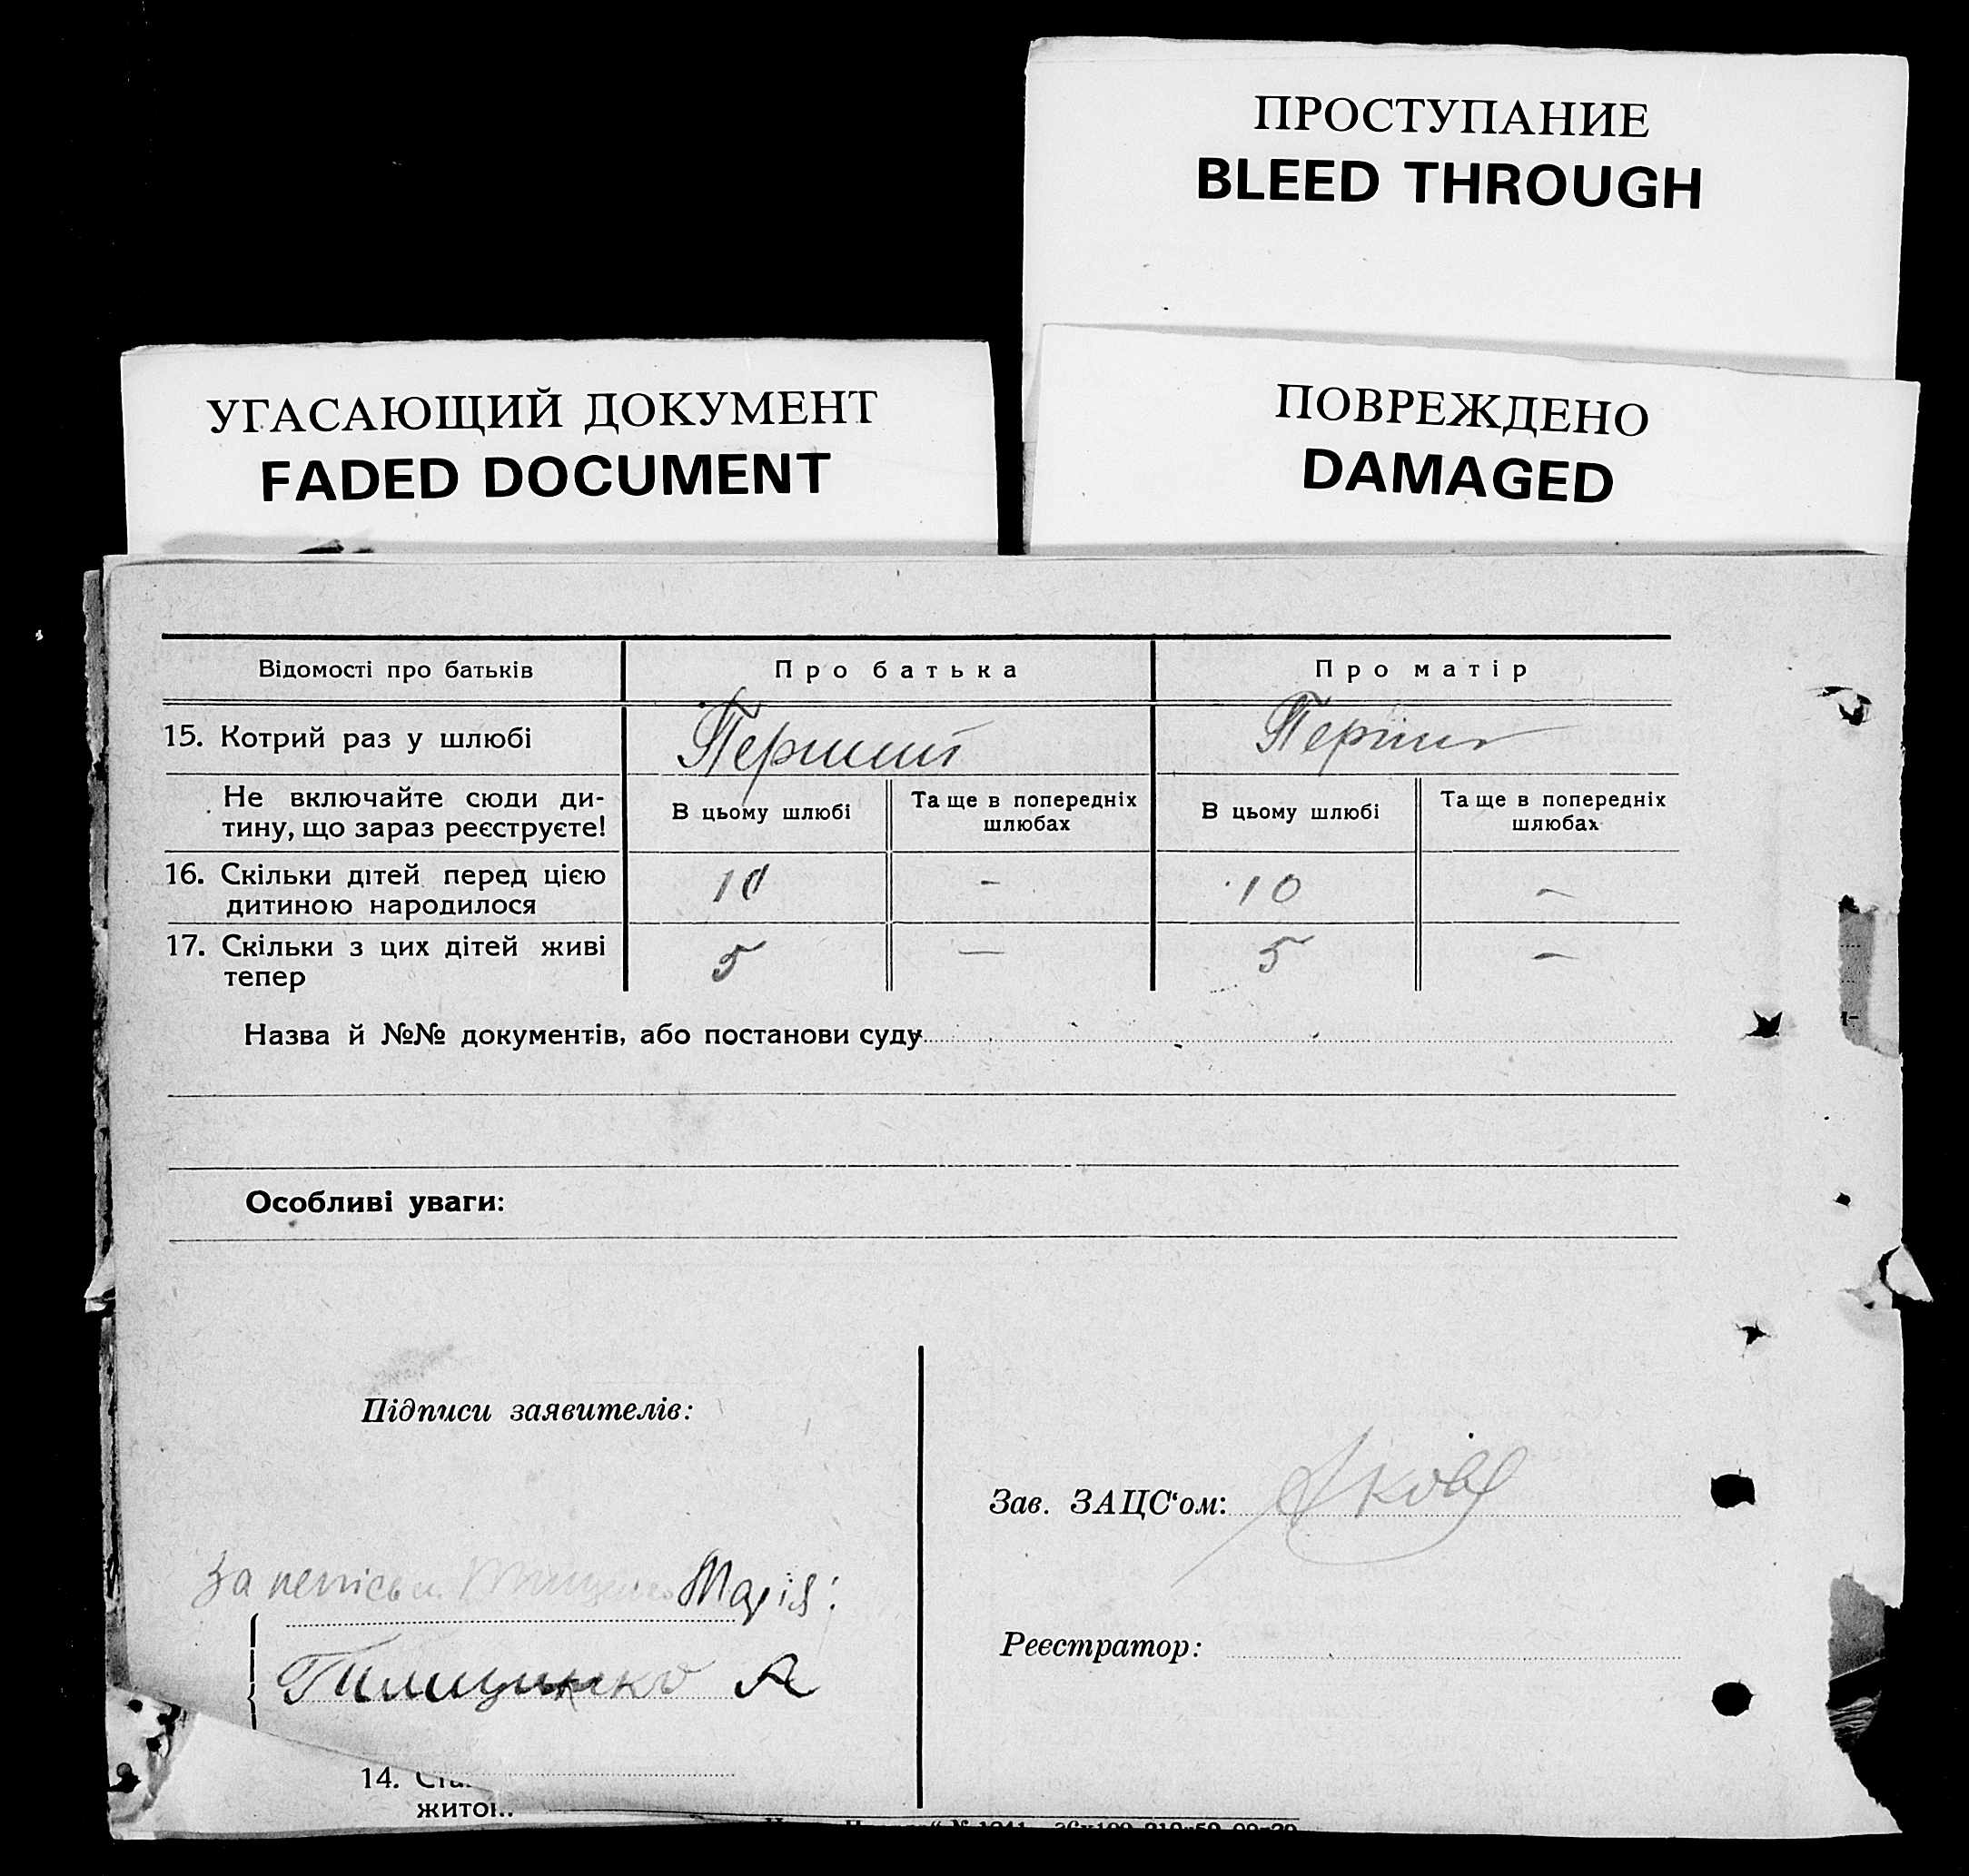 ПРОСТУПАНИЕ
BLEED THROUGH
УГАСАЮЩИЙ ДОКУМЕНТ
FADED DOCUMENT
ПОВРЕЖДЕНО
DAMAGED
Відомості про батьків Про батька Про матір
15. Котрий раз у шлюбі Перший
Не включайте сюди ди-
тину, що зараз реєструєте!
В цьому шлюбі Та ще в попередніх шлюбах В цьому шлюбі Та ще в попередніх шлюбах
16. Скільки дітей перед цією
дитиною народилося 10 - 10 -
17. Скільки з цих дітей живі
тепер 5 — 5 -
Назва й №№ документів, або постанови суду
Особливі уваги:
Підписи заявителів:
Зав. ЗАЦС‘ом:
За Марія
Реєстратор:
А
14.